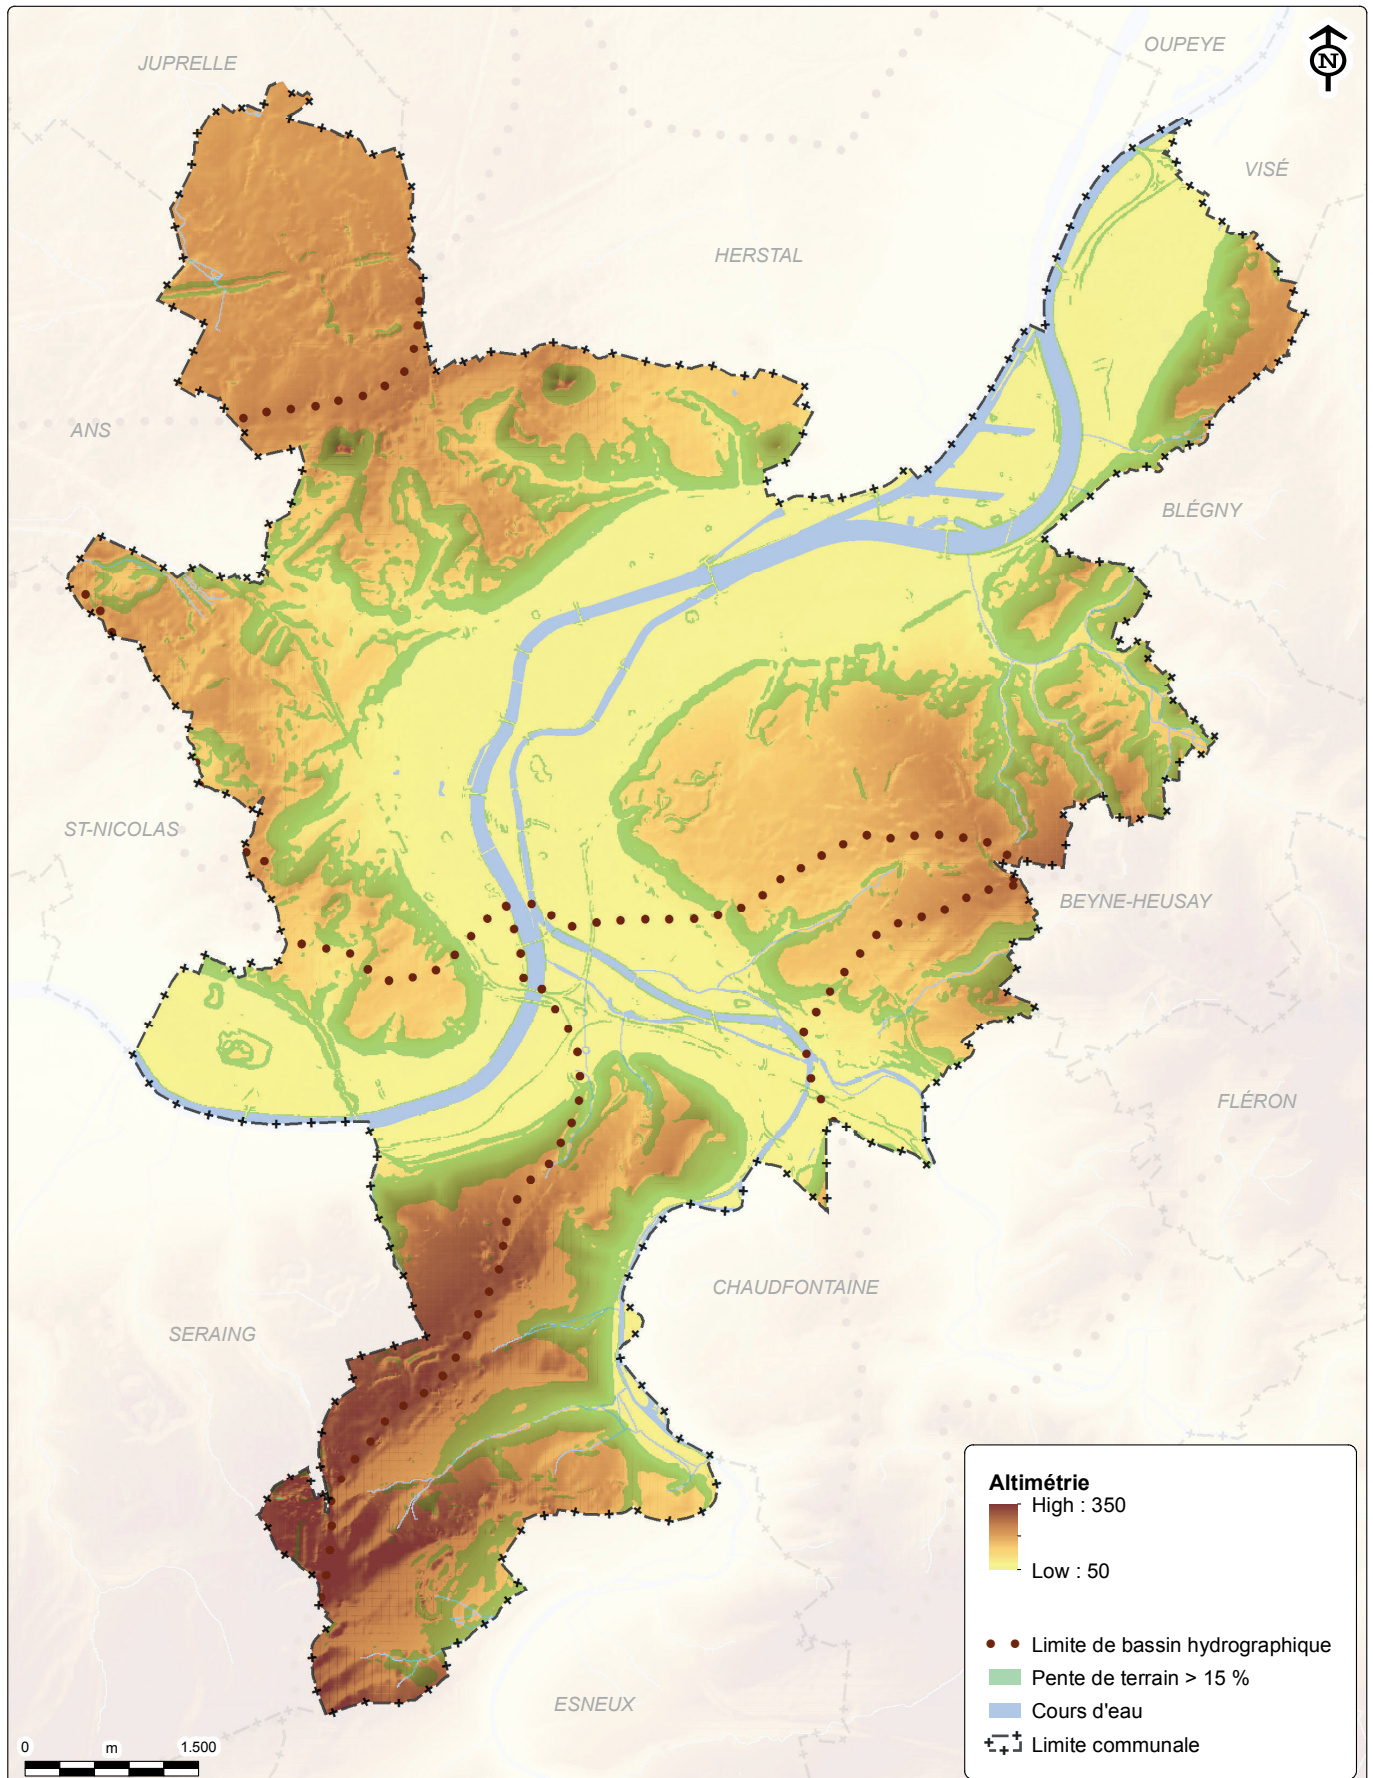 JUPRELLE
OUPEYE
N
VISÉ
HERSTAL
ANS
BLÉGNY
ST-NICOLAS
BEYNE-HEUSAY
FLÉRON
CHAUDFONTAINE
SERAING
ESNEUX
Altimétrie
High : 350
Low : 50
Limite de bassin hydrographique
Pente de terrain > 15 %
Cours d'eau
Limite communale
0 m 1.500